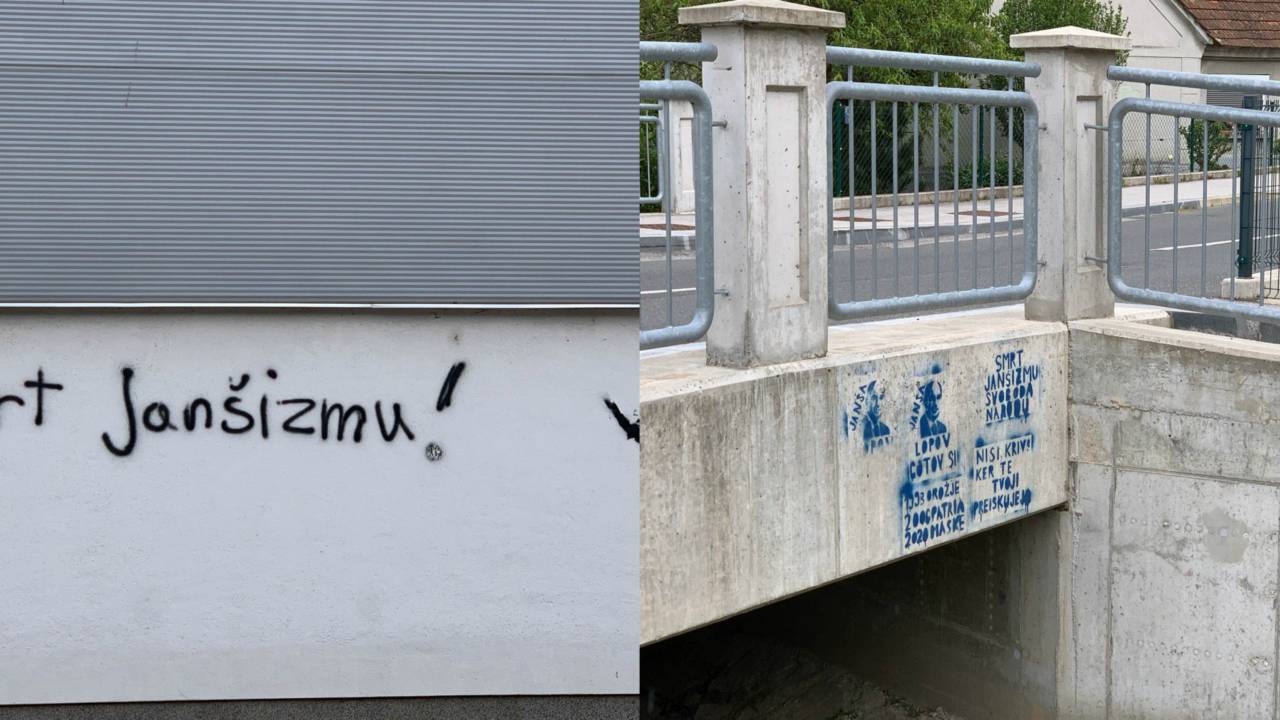 rt Janšizmu!
JANŠA
LOPOV
JANŠA
LOPOV
GOTOV SI!
1993 OROŽJE
2006 PATRIA
2020 MASKE
SMRT
JANŠIZMU
SVOBODA
NARODU
NISI KRIV!
KER TE
TVOJI
PREISKUJEJO